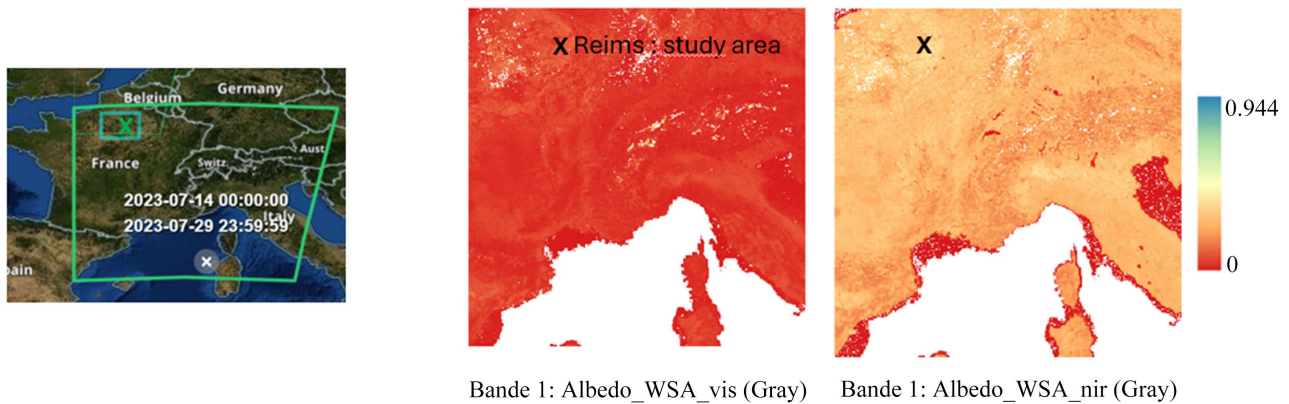 Belgium
Germany
France
Switz.
Aust
2023-07-14 00:00:00
2023-07-29 23:59:59
Italy
pain
X
X Reims : study area
X
0.944
0
Bande 1: Albedo_WSA_vis (Gray)
Bande 1: Albedo_WSA_nir (Gray)